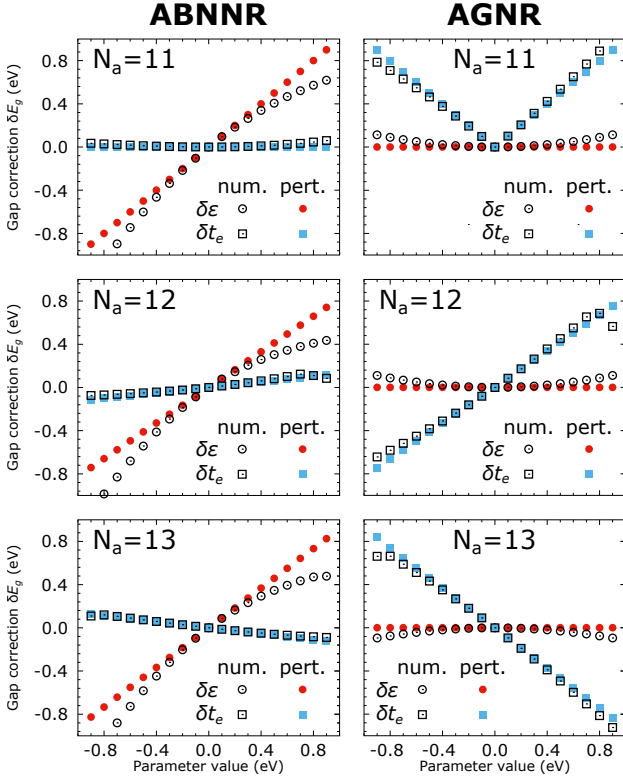 ABNNR AGNR
Gap correction δE_g (eV)
0.8
0.4
0.0
-0.4
-0.8
N_a=11
num. pert.
δε
δt_e
N_a=11
num. pert.
δε
δt_e
Gap correction δE_g (eV)
0.8
0.4
0.0
-0.4
-0.8
N_a=12
num. pert.
δε
δt_e
N_a=12
num. pert.
δε
δt_e
Gap correction δE_g (eV)
0.8
0.4
0.0
-0.4
-0.8
N_a=13
num. pert.
δε
δt_e
N_a=13
num. pert.
δε
δt_e
-0.8 -0.4 0.0 0.4 0.8
Parameter value (eV)
-0.8 -0.4 0.0 0.4 0.8
Parameter value (eV)